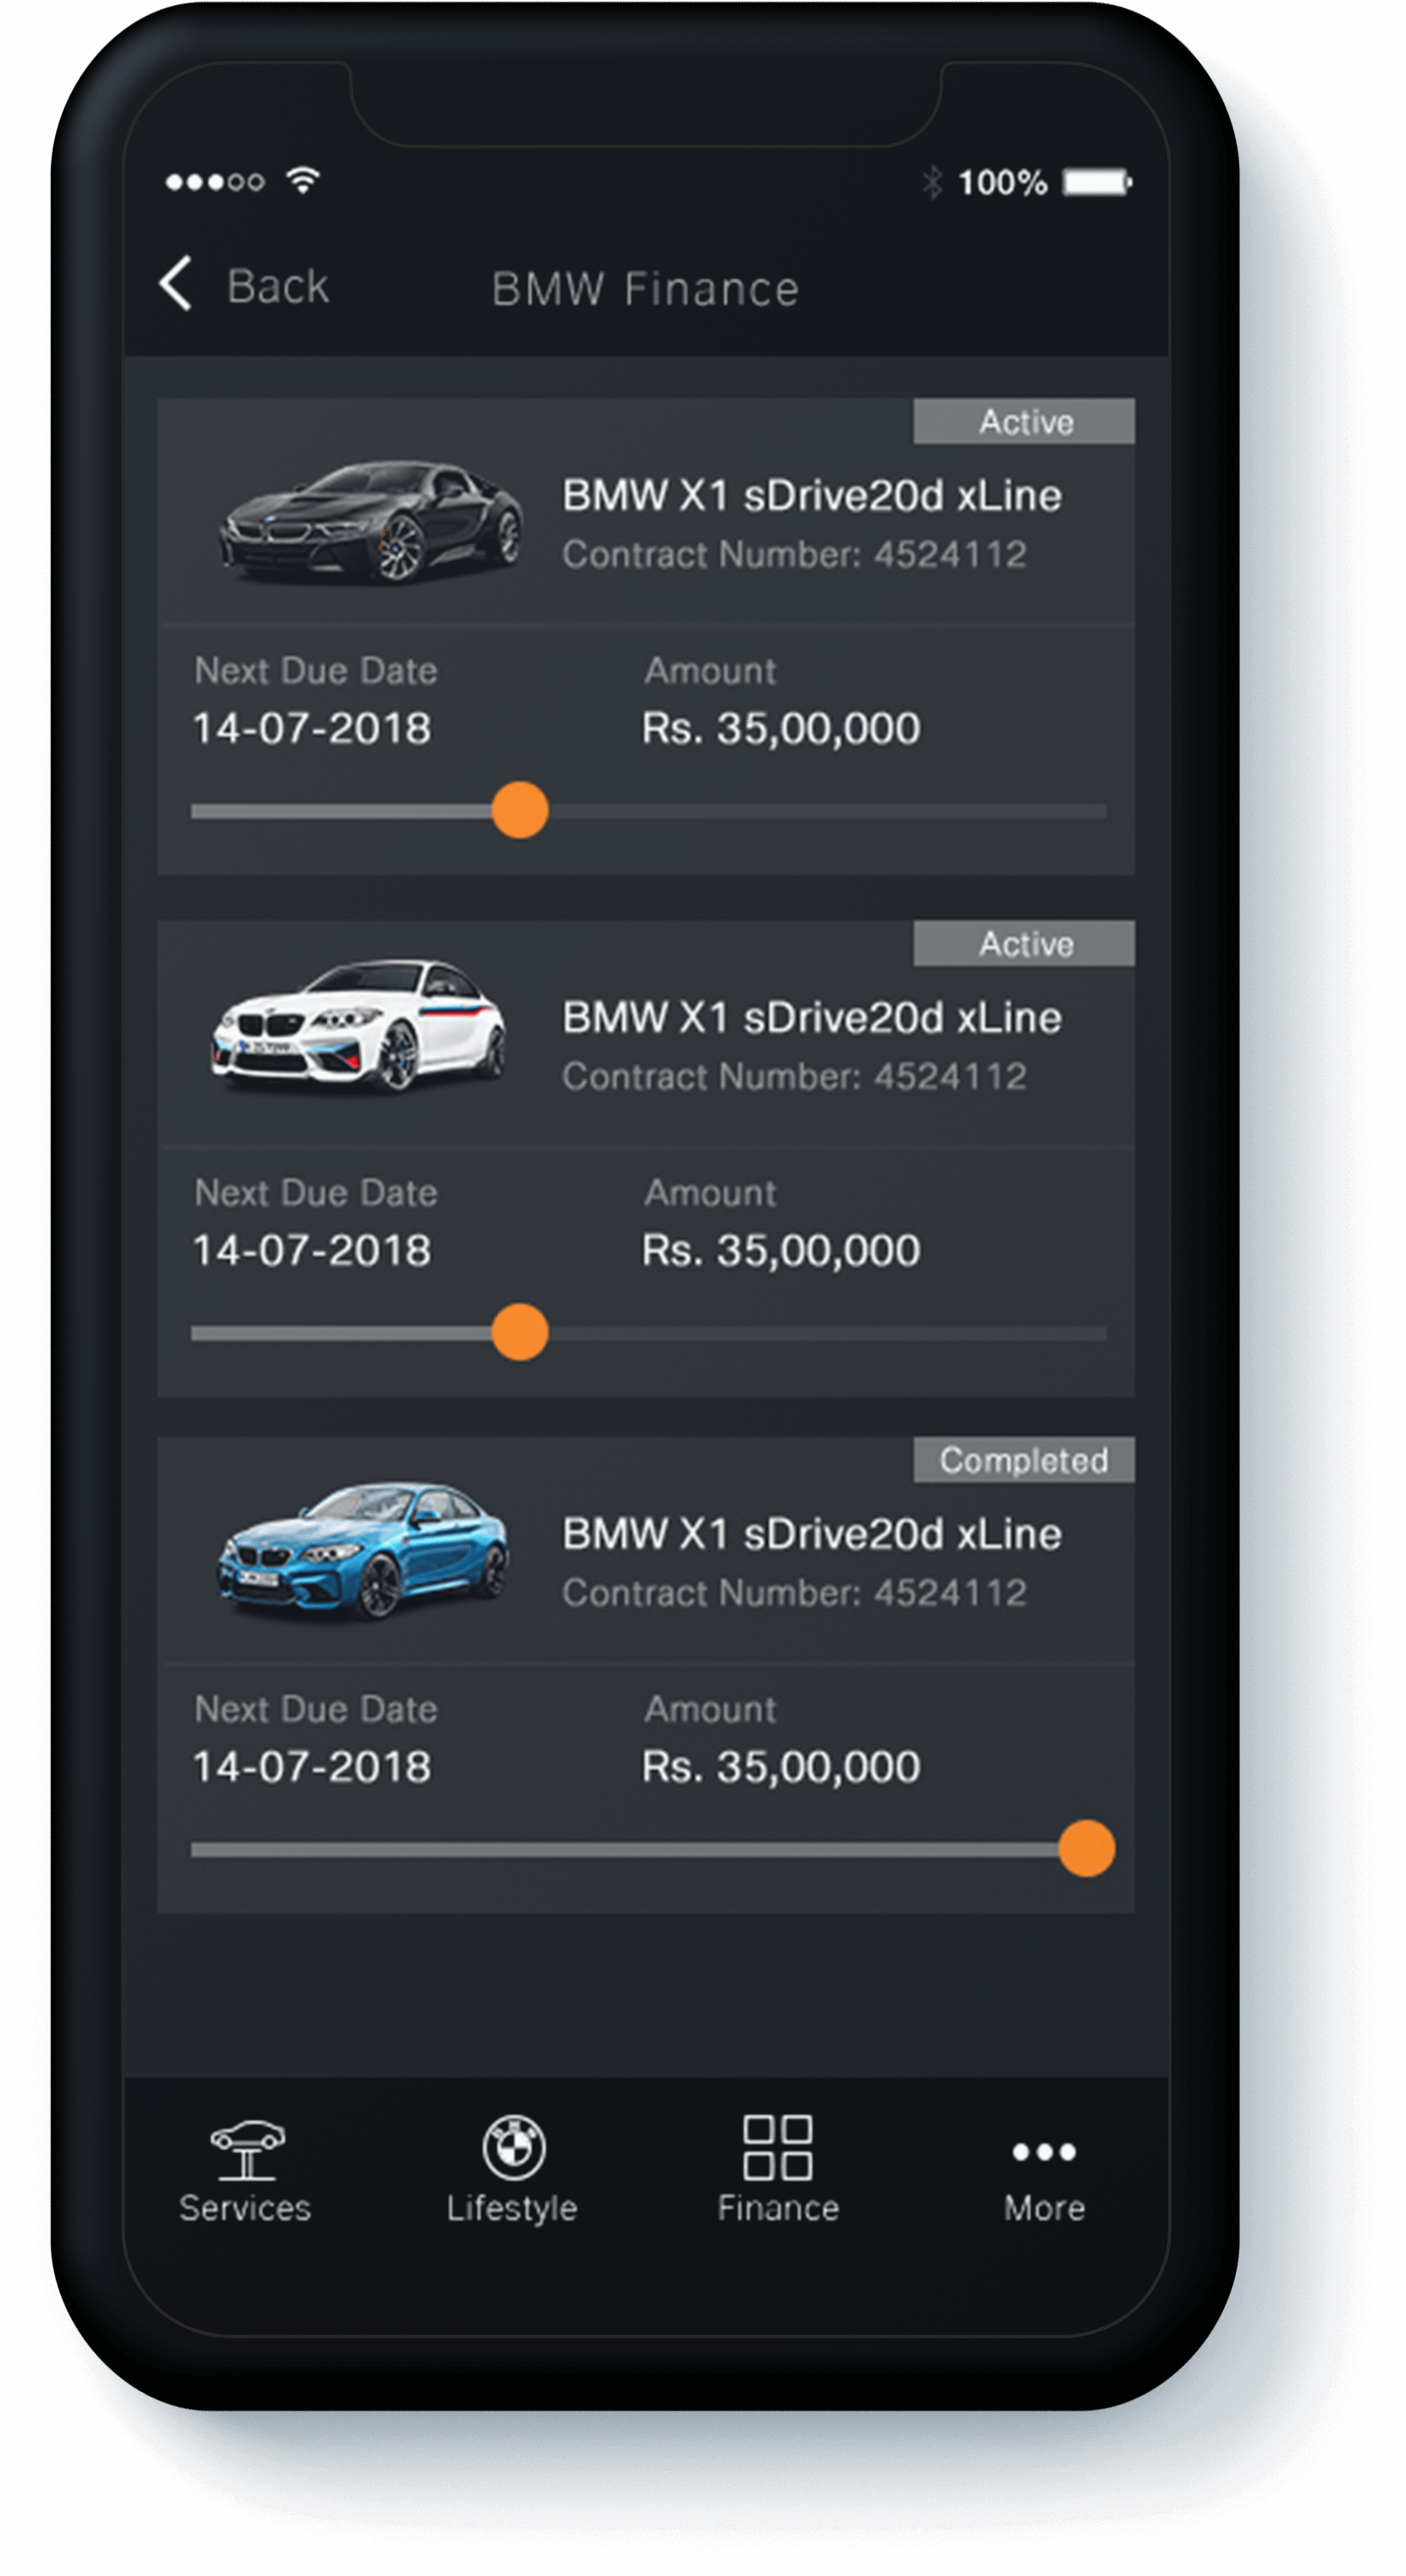 100%
Back BMW Finance
Active
BMW X1 sDrive20d xLine
Contract Number: 4524112
Next Due Date Amount
14-07-2018 Rs. 35,00,000
Active
BMW X1 sDrive20d xLine
Contract Number: 4524112
Next Due Date Amount
14-07-2018 Rs. 35,00,000
Completed
BMW X1 sDrive20d xLine
Contract Number: 4524112
Next Due Date Amount
14-07-2018 Rs. 35,00,000
Services Lifestyle Finance More